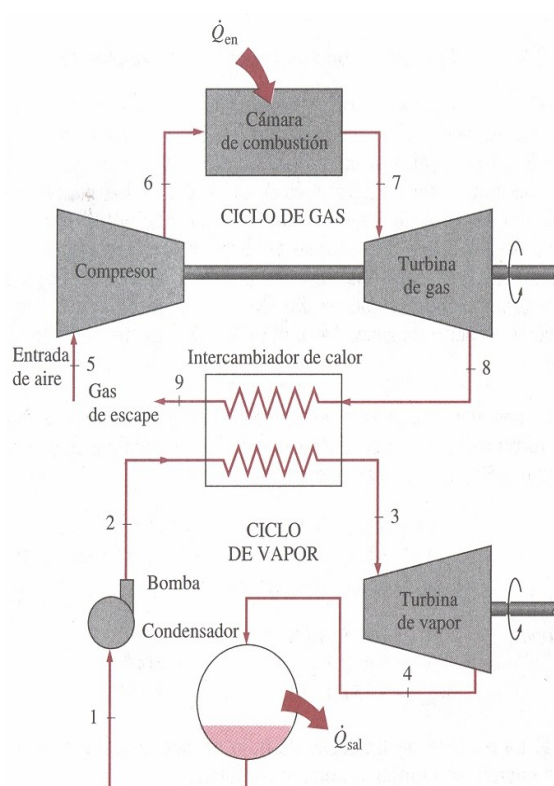 Q̇en
Cámara
de combustión
6
7
CICLO DE GAS
Compresor
Turbina
de gas
Entrada
de aire
5
Intercambiador de calor
8
9
Gas
de escape
2
3
CICLO
DE VAPOR
Bomba
Turbina
de vapor
Condensador
4
1
Q̇sal